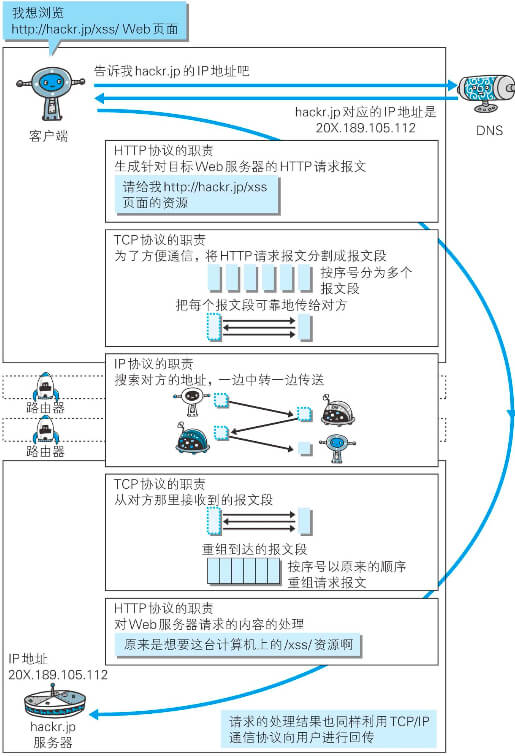 我想浏览
http://hackr.jp/xss/ Web页面
告诉我hackr.jp的IP地址吧
客户端
DNS
hackr.jp对应的IP地址是
20X.189.105.112
HTTP协议的职责
生成针对目标Web服务器的HTTP请求报文
请给我http://hackr.jp/xss
页面的资源
TCP协议的职责
为了方便通信，将HTTP请求报文分割成报文段
按序号分为多个
报文段
把每个报文段可靠地传给对方
IP协议的职责
搜索对方的地址，一边中转一边传送
路由器
路由器
TCP协议的职责
从对方那里接收到的报文段
重组到达的报文段
按序号以原来的顺序
重组请求报文
HTTP协议的职责
对Web服务器请求的内容的处理
原来是想要这台计算机上的/xss/资源啊
IP地址
20X.189.105.112
hackr.jp
服务器
请求的处理结果也同样利用TCP/IP
通信协议向用户进行回传